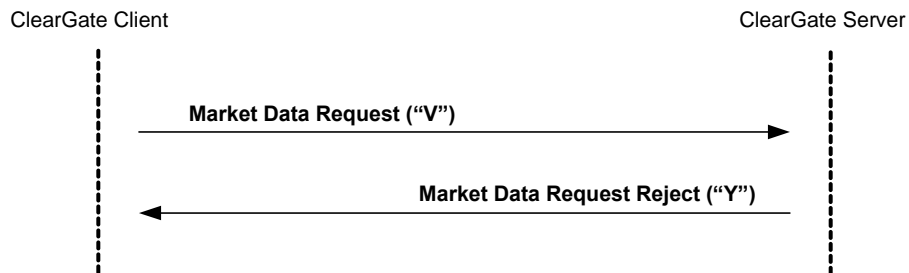 ClearGate Client
ClearGate Server
Market Data Request (“V”)
Market Data Request Reject (“Y”)